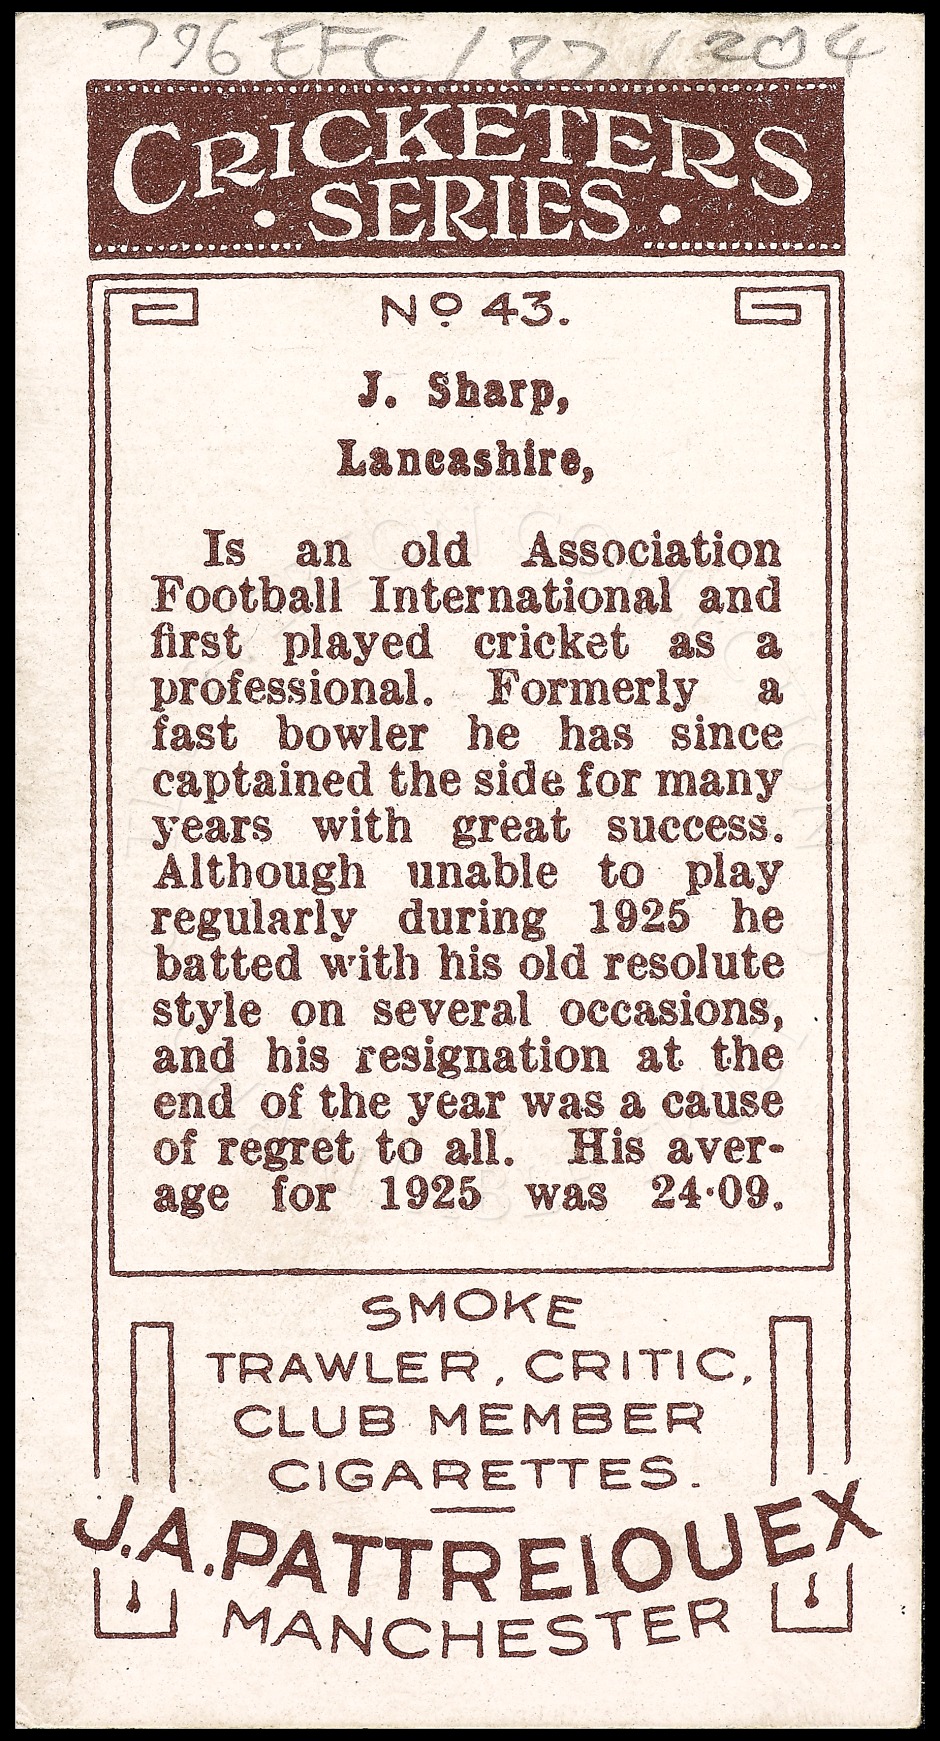 796 EFC / 27 / 204
CRICKETERS
· SERIES ·
No 43.
J. Sharp,
Lancashire,
Is an old Association
Football International and
first played cricket as a
professional. Formerly a
fast bowler he has since
captained the side for many
years with great success.
Although unable to play
regularly during 1925 he
batted with his old resolute
style on several occasions,
and his resignation at the
end of the year was a cause
of regret to all. His aver-
age for 1925 was 24·09.
SMOKE
TRAWLER, CRITIC,
CLUB MEMBER
CIGARETTES.
J.A.PATTREIOUEX
MANCHESTER